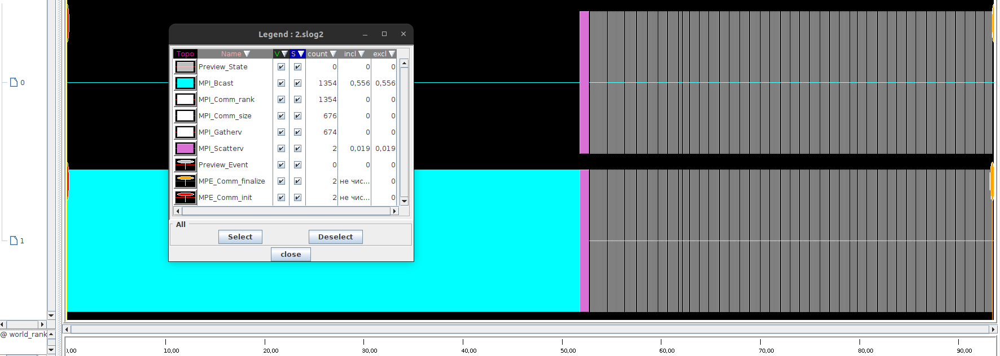 Legend : 2.slog2
Topo Name V S count incl excl
Preview_State 0 0 0
MPI_Bcast 1354 0,556 0,556
MPI_Comm_rank 1354 0 0
MPI_Comm_size 676 0 0
MPI_Gatherv 674 0 0
MPI_Scatterv 2 0,019 0,019
Preview_Event 0 0 0
MPE_Comm_finalize 2 не чис... 0
MPE_Comm_init 2 не чис... 0
All
Select Deselect
close
0
1
@ world_rank
0,00 10,00 20,00 30,00 40,00 50,00 60,00 70,00 80,00 90,00